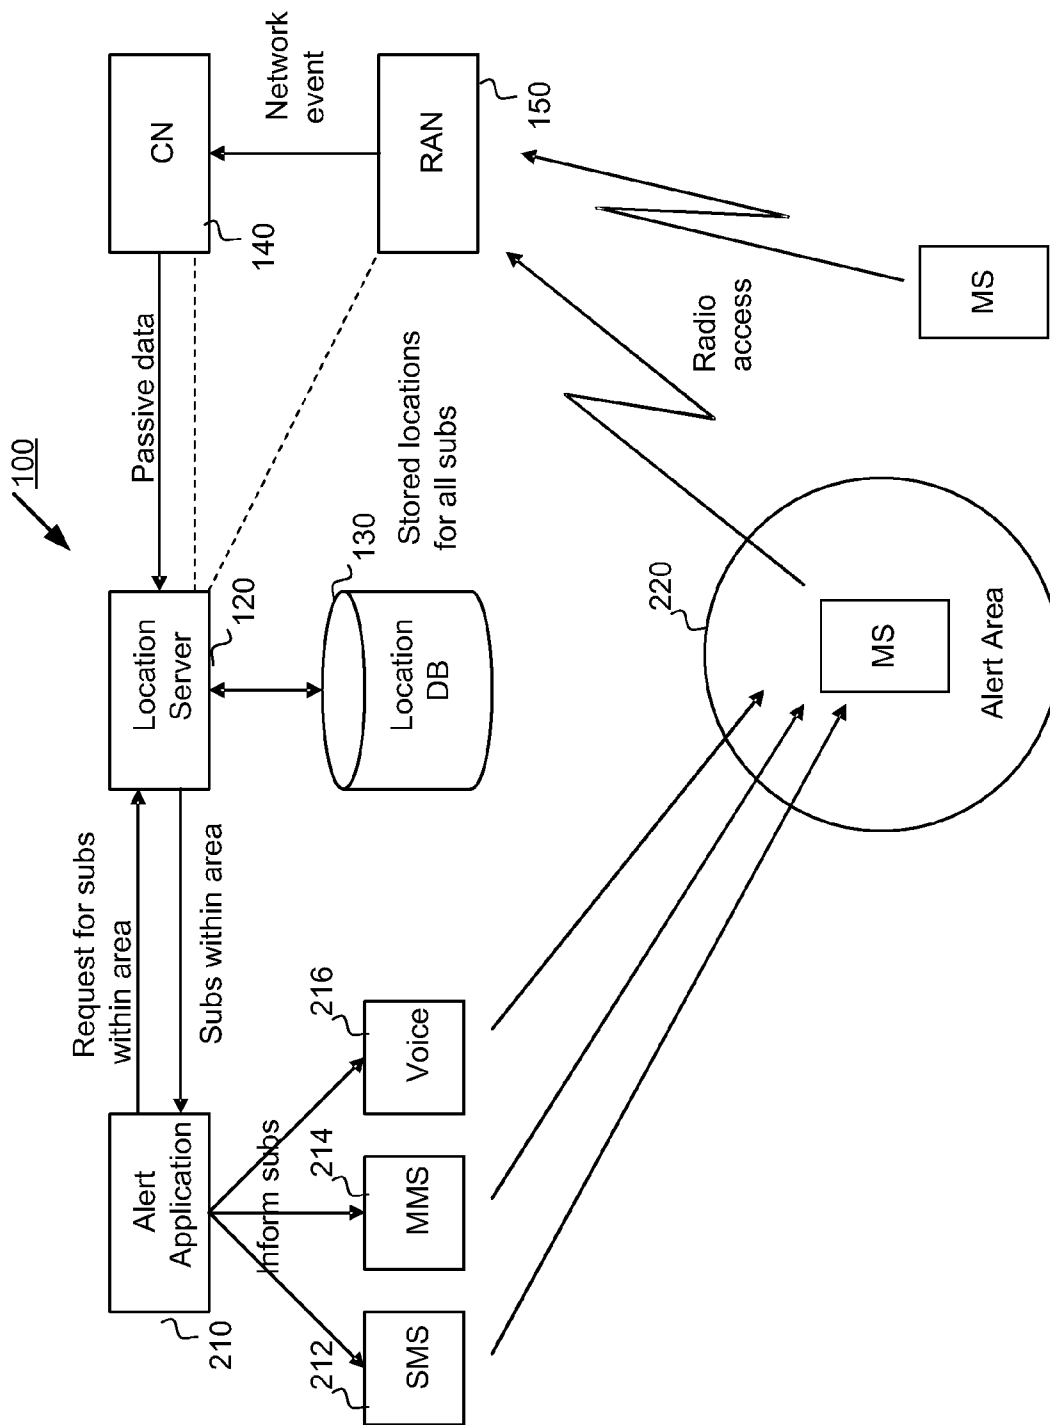 100
Request for subs
within area
Passive data
Alert
Application
210
Location
Server
120
CN
140
Subs within area
Network
event
Inform subs
130
Stored locations
for all subs
212
SMS
214
MMS
216
Voice
Location
DB
RAN
150
Radio
access
220
MS
Alert Area
MS